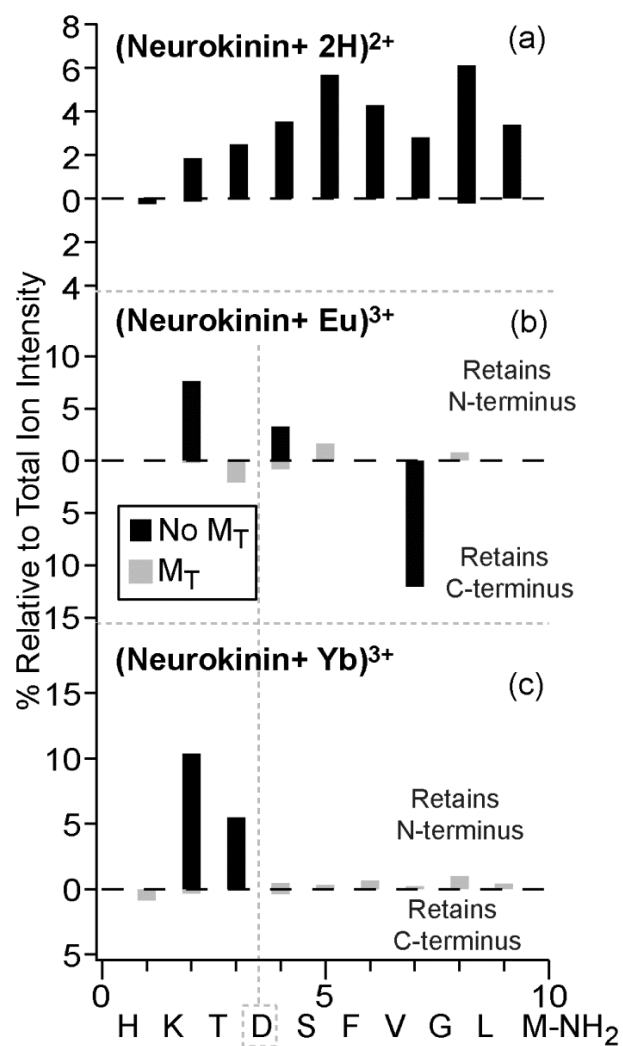 % Relative to Total Ion Intensity
8
(Neurokinin+ 2H)2+
(a)
6
4
2
0
2
4
(Neurokinin+ Eu)3+
(b)
10
Retains
N-terminus
5
0
No MT
5
MT
Retains
C-terminus
10
15
(Neurokinin+ Yb)3+
(c)
15
10
Retains
N-terminus
5
0
Retains
C-terminus
5
0 5 10
H K T D S F V G L M-NH2